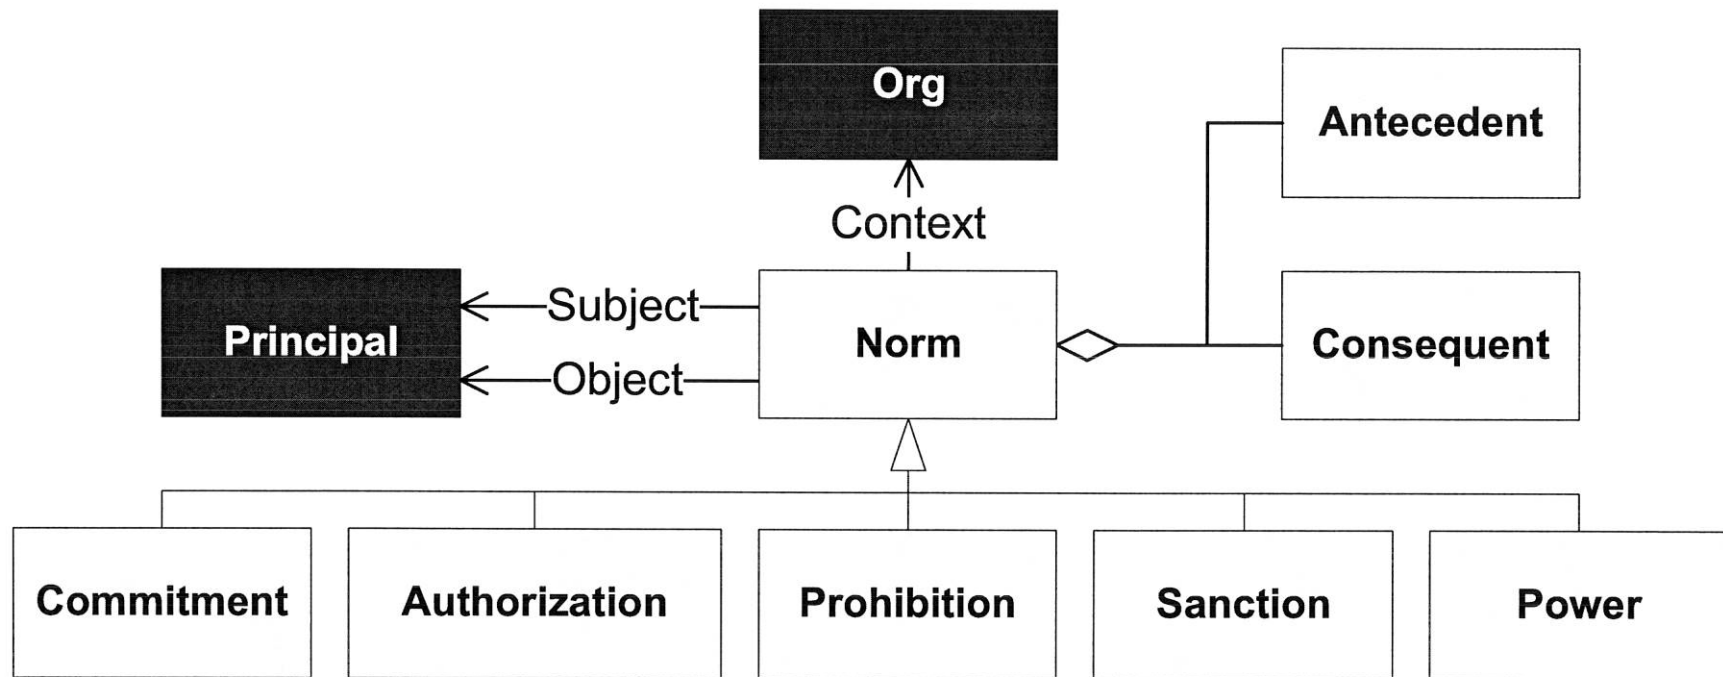 Org
Antecedent
Context
Subject
Principal
Norm
Consequent
Object
Commitment
Authorization
Prohibition
Sanction
Power